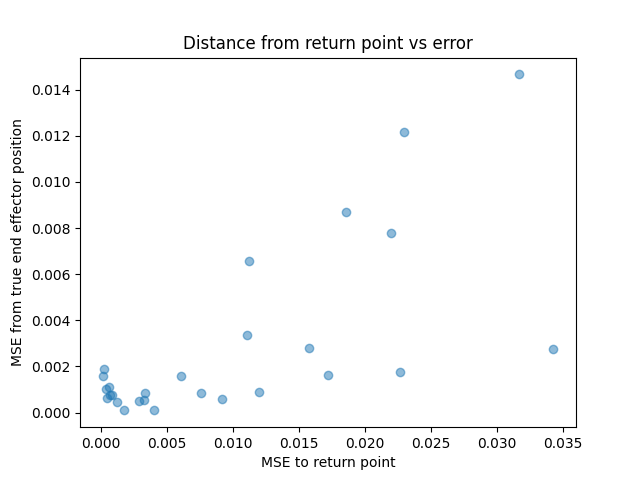 Distance from return point vs error
0.014
0.012
0.010
0.008
0.006
0.004
0.002
0.000
MSE from true end effector position
0.000 0.005 0.010 0.015 0.020 0.025 0.030 0.035
MSE to return point